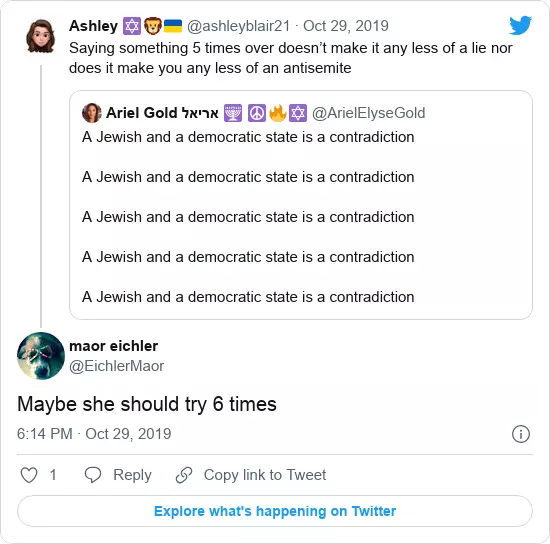 Ashley ✡️🦁🇺🇦 @ashleyblair21 · Oct 29, 2019
Saying something 5 times over doesn’t make it any less of a lie nor
does it make you any less of an antisemite
Ariel Gold אריאל 🕎☮️🔥✡️ @ArielElyseGold
A Jewish and a democratic state is a contradiction
A Jewish and a democratic state is a contradiction
A Jewish and a democratic state is a contradiction
A Jewish and a democratic state is a contradiction
A Jewish and a democratic state is a contradiction
maor eichler
@EichlerMaor
Maybe she should try 6 times
6:14 PM · Oct 29, 2019
1 Reply Copy link to Tweet
Explore what's happening on Twitter